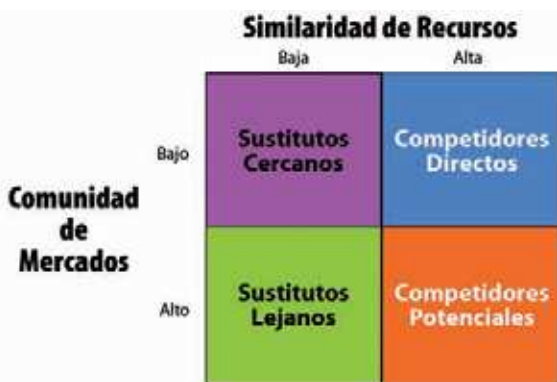 Similaridad de Recursos
Baja
Alta
Comunidad
de
Mercados
Bajo
Sustitutos
Cercanos
Competidores
Directos
Alto
Sustitutos
Lejanos
Competidores
Potenciales